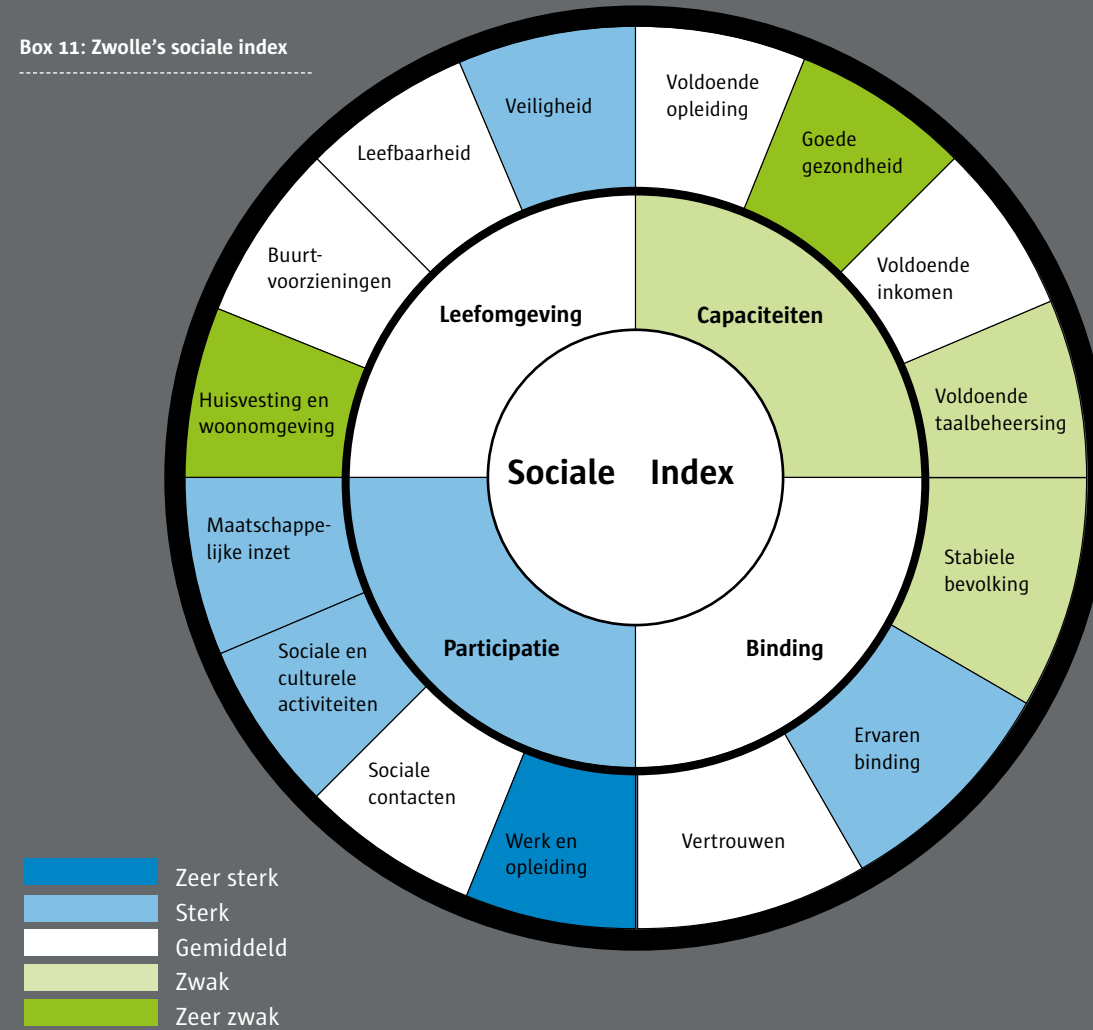 Box 11: Zwolle's sociale index
Veiligheid
Voldoende
opleiding
Goede
gezondheid
Voldoende
inkomen
Voldoende
taalbeheersing
Stabiele
bevolking
Ervaren
binding
Vertrouwen
Werk en
opleiding
Sociale
contacten
Sociale en
culturele
activiteiten
Maatschappe-
lijke inzet
Huisvesting en
woonomgeving
Buurt-
voorzieningen
Leefbaarheid
Leefomgeving
Capaciteiten
Sociale Index
Participatie
Binding
Zeer sterk
Sterk
Gemiddeld
Zwak
Zeer zwak